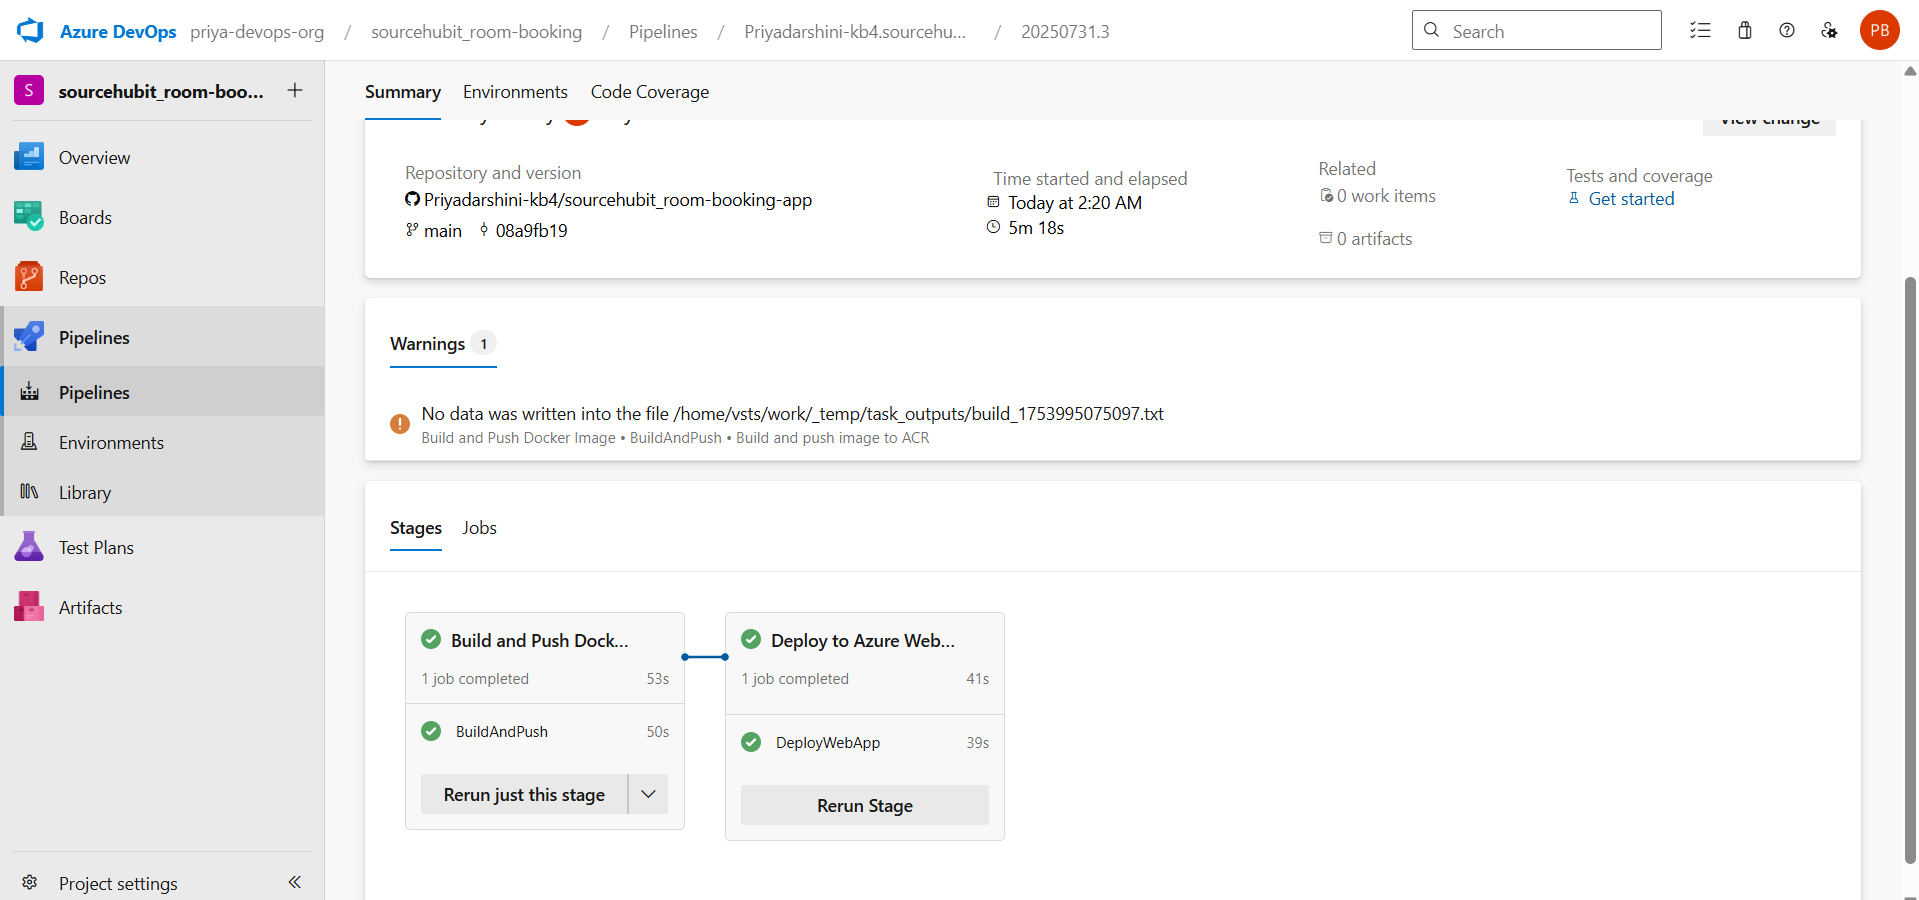 Azure DevOps priya-devops-org / sourcehubit_room-booking / Pipelines / Priyadarshini-kb4.sourcehu... / 20250731.3
Search
PB
S sourcehubit_room-boo...
Overview
Boards
Repos
Pipelines
Pipelines
Environments
Library
Test Plans
Artifacts
Project settings
Summary Environments Code Coverage
View change
Repository and version
Priyadarshini-kb4/sourcehubit_room-booking-app
main 08a9fb19
Time started and elapsed
Today at 2:20 AM
5m 18s
Related
0 work items
0 artifacts
Tests and coverage
Get started
Warnings 1
No data was written into the file /home/vsts/work/_temp/task_outputs/build_1753995075097.txt
Build and Push Docker Image • BuildAndPush • Build and push image to ACR
Stages Jobs
Build and Push Dock...
1 job completed 53s
BuildAndPush 50s
Rerun just this stage
Deploy to Azure Web...
1 job completed 41s
DeployWebApp 39s
Rerun Stage